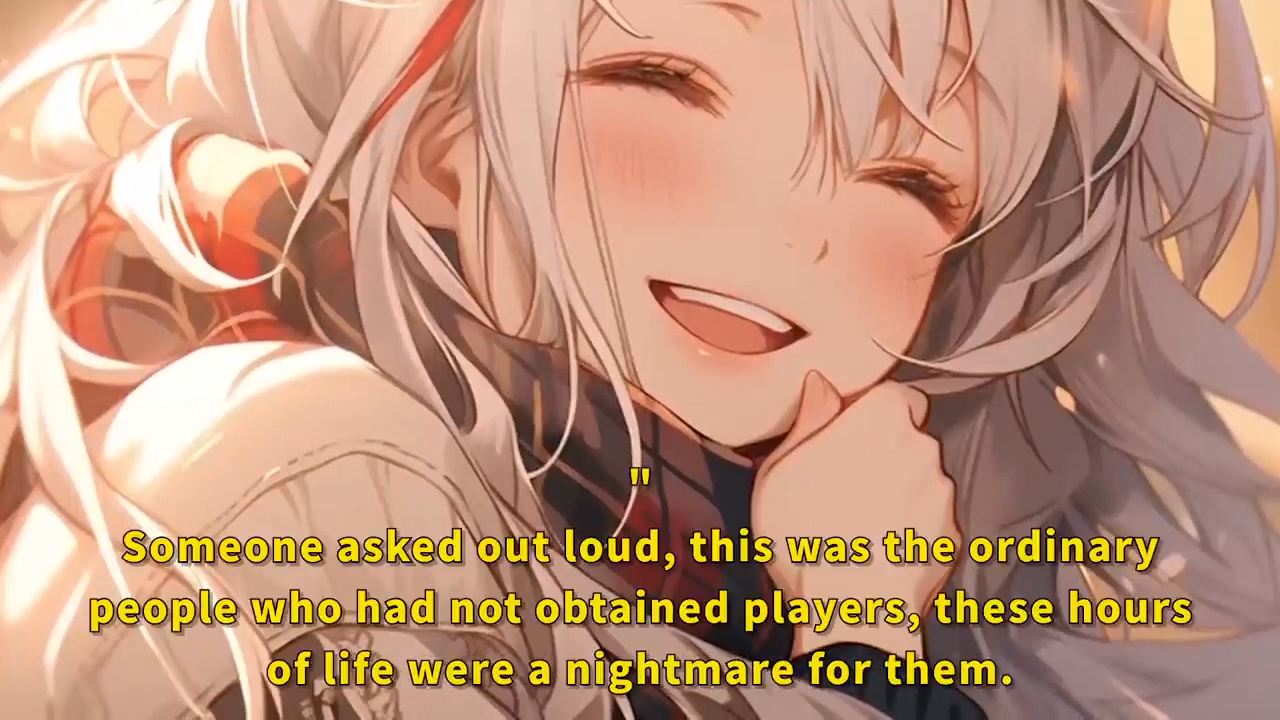 "
Someone asked out loud, this was the ordinary
people who had not obtained players, these hours
of life were a nightmare for them.